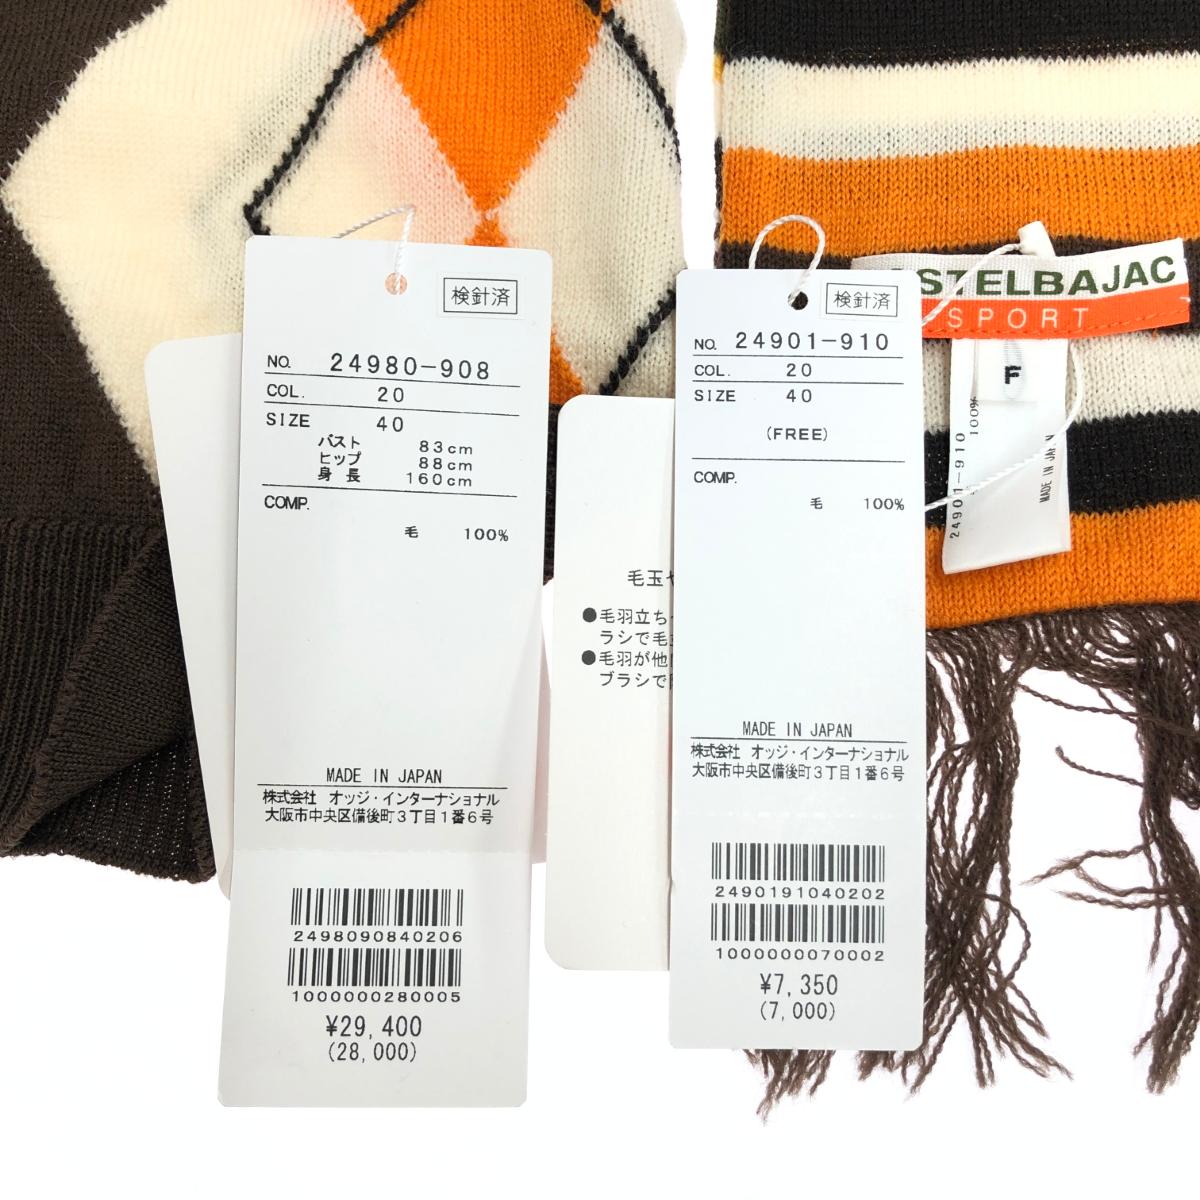 検針済
NO. 24980-908
COL. 20
SIZE 40
バスト 83cm
ヒップ 88cm
身長 160cm
COMP.
毛 100%
MADE IN JAPAN
株式会社 オッジ・インターナショナル
大阪市中央区備後町3丁目1番6号
2498090840206
1000000280005
¥29,400
(28,000)
毛玉
●毛羽立ち
ラシで毛
●毛羽が他
ブラシで
検針済
NO. 24901-910
COL. 20
SIZE 40
(FREE)
COMP.
毛 100%
MADE IN JAPAN
株式会社 オッジ・インターナショナル
大阪市中央区備後町3丁目1番6号
2490191040202
1000000070002
¥7,350
(7,000)
STELBAJAC
SPORT
F
24901-910
100%
MADE IN JAPAN